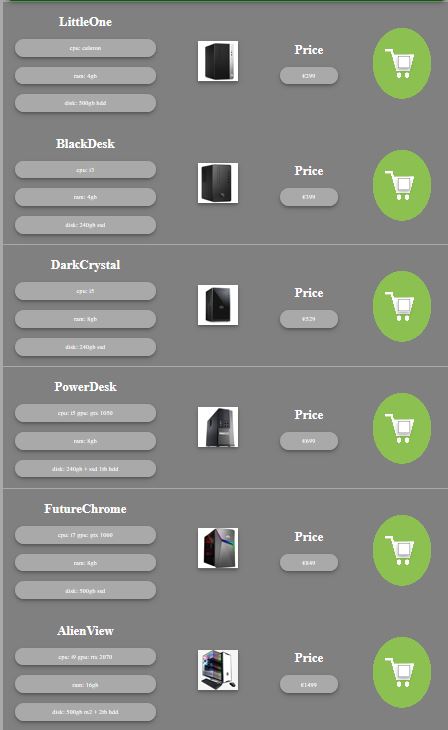 LittleOne
cpu: celeron
ram: 4gb
disk: 500gb hdd
Price
€299
BlackDesk
cpu: i3
ram: 4gb
disk: 240gb ssd
Price
€399
DarkCrystal
cpu: i5
ram: 8gb
disk: 240gb ssd
Price
€529
PowerDesk
cpu: i5 gpu: gtx 1050
ram: 8gb
disk: 240gb + ssd 1tb hdd
Price
€699
FutureChrome
cpu: i7 gpu: gtx 1060
ram: 8gb
disk: 500gb ssd
Price
€849
AlienView
cpu: i9 gpu: rtx 2070
ram: 16gb
disk: 500gb m2 + 2tb hdd
Price
€1499